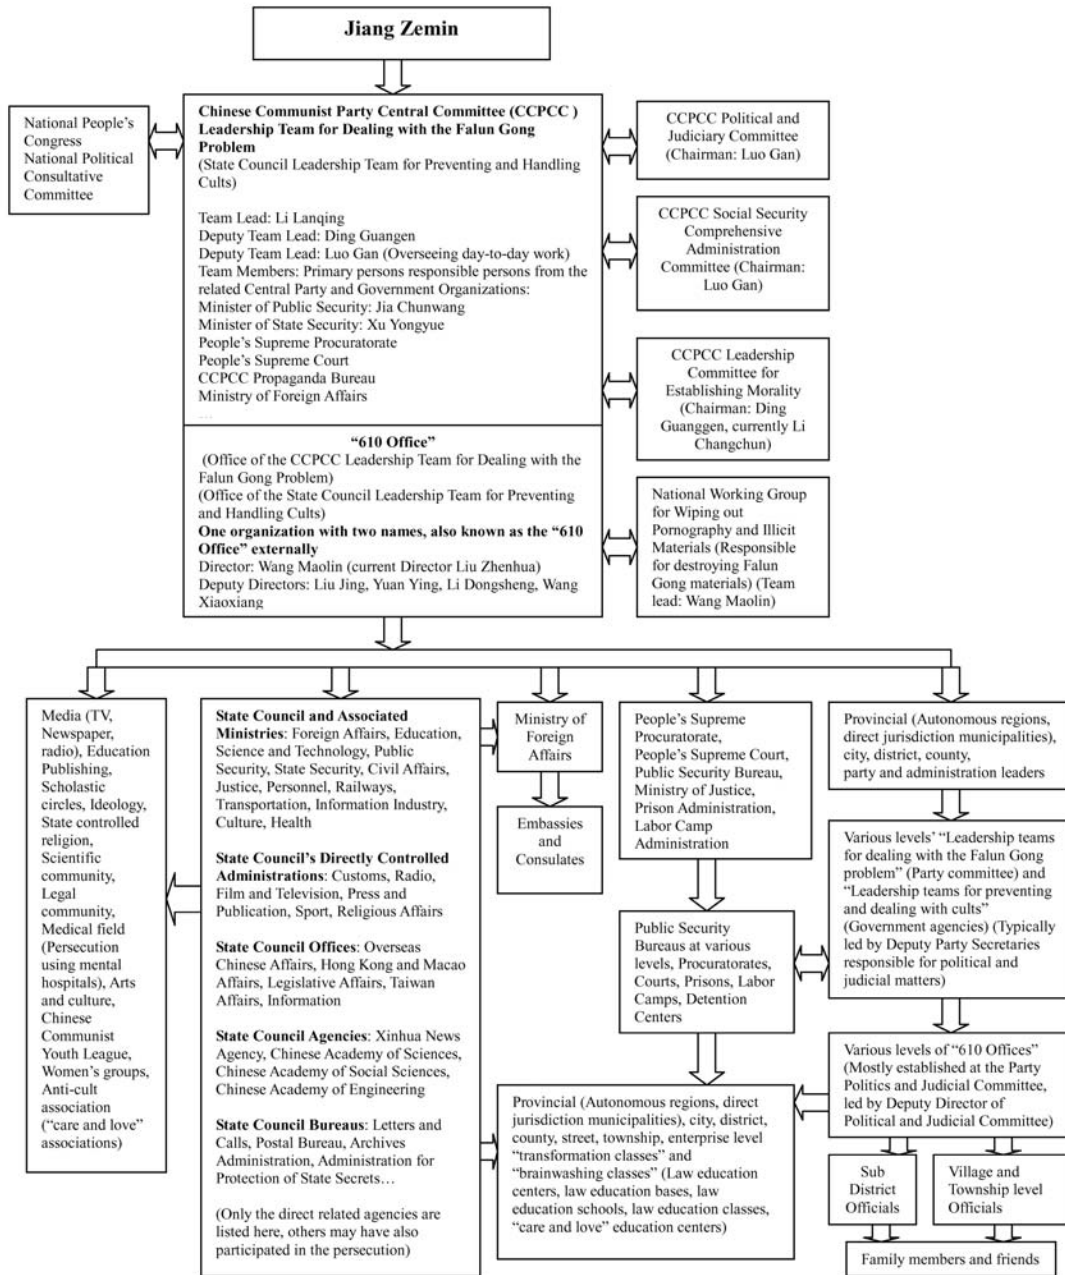 Jiang Zemin
National People's
Congress
National Political
Consultative
Committee
Chinese Communist Party Central Committee (CCPCC )
Leadership Team for Dealing with the Falun Gong
Problem
(State Council Leadership Team for Preventing and Handling
Cults)
Team Lead: Li Lanqing
Deputy Team Lead: Ding Guangen
Deputy Team Lead: Luo Gan (Overseeing day-to-day work)
Team Members: Primary persons responsible persons from the
related Central Party and Government Organizations:
Minister of Public Security: Jia Chunwang
Minister of State Security: Xu Yongyue
People's Supreme Procuratorate
People's Supreme Court
CCPCC Propaganda Bureau
Ministry of Foreign Affairs
…
"610 Office"
(Office of the CCPCC Leadership Team for Dealing with the
Falun Gong Problem)
(Office of the State Council Leadership Team for Preventing
and Handling Cults)
One organization with two names, also known as the "610
Office" externally
Director: Wang Maolin (current Director Liu Zhenhua)
Deputy Directors: Liu Jing, Yuan Ying, Li Dongsheng, Wang
Xiaoxiang
CCPCC Political and
Judiciary Committee
(Chairman: Luo Gan)
CCPCC Social Security
Comprehensive
Administration
Committee (Chairman:
Luo Gan)
CCPCC Leadership
Committee for
Establishing Morality
(Chairman: Ding
Guanggen, currently Li
Changchun)
National Working Group
for Wiping out
Pornography and Illicit
Materials (Responsible
for destroying Falun
Gong materials) (Team
lead: Wang Maolin)
Media (TV,
Newspaper,
radio), Education
Publishing,
Scholastic
circles, Ideology,
State controlled
religion,
Scientific
community,
Legal
community,
Medical field
(Persecution
using mental
hospitals), Arts
and culture,
Chinese
Communist
Youth League,
Women's groups,
Anti-cult
association
("care and love"
associations)
State Council and Associated
Ministries: Foreign Affairs, Education,
Science and Technology, Public
Security, State Security, Civil Affairs,
Justice, Personnel, Railways,
Transportation, Information Industry,
Culture, Health
State Council's Directly Controlled
Administrations: Customs, Radio,
Film and Television, Press and
Publication, Sport, Religious Affairs
State Council Offices: Overseas
Chinese Affairs, Hong Kong and Macao
Affairs, Legislative Affairs, Taiwan
Affairs, Information
State Council Agencies: Xinhua News
Agency, Chinese Academy of Sciences,
Chinese Academy of Social Sciences,
Chinese Academy of Engineering
State Council Bureaus: Letters and
Calls, Postal Bureau, Archives
Administration, Administration for
Protection of State Secrets…
(Only the direct related agencies are
listed here, others may have also
participated in the persecution)
Ministry of
Foreign
Affairs
Embassies
and
Consulates
People's Supreme
Procuratorate,
People's Supreme Court,
Public Security Bureau,
Ministry of Justice,
Prison Administration,
Labor Camp
Administration
Public Security
Bureaus at various
levels, Procuratorates,
Courts, Prisons, Labor
Camps, Detention
Centers
Provincial (Autonomous regions, direct
jurisdiction municipalities), city, district,
county, street, township, enterprise level
"transformation classes" and
"brainwashing classes" (Law education
centers, law education bases, law
education schools, law education classes,
"care and love" education centers)
Provincial (Autonomous regions,
direct jurisdiction municipalities),
city, district, county,
party and administration leaders
Various levels' "Leadership teams
for dealing with the Falun Gong
problem" (Party committee) and
"Leadership teams for preventing
and dealing with cults"
(Government agencies) (Typically
led by Deputy Party Secretaries
responsible for political and
judicial matters)
Various levels of "610 Offices"
(Mostly established at the Party
Politics and Judicial Committee,
led by Deputy Director of
Political and Judicial Committee)
Sub
District
Officials
Village and
Township level
Officials
Family members and friends